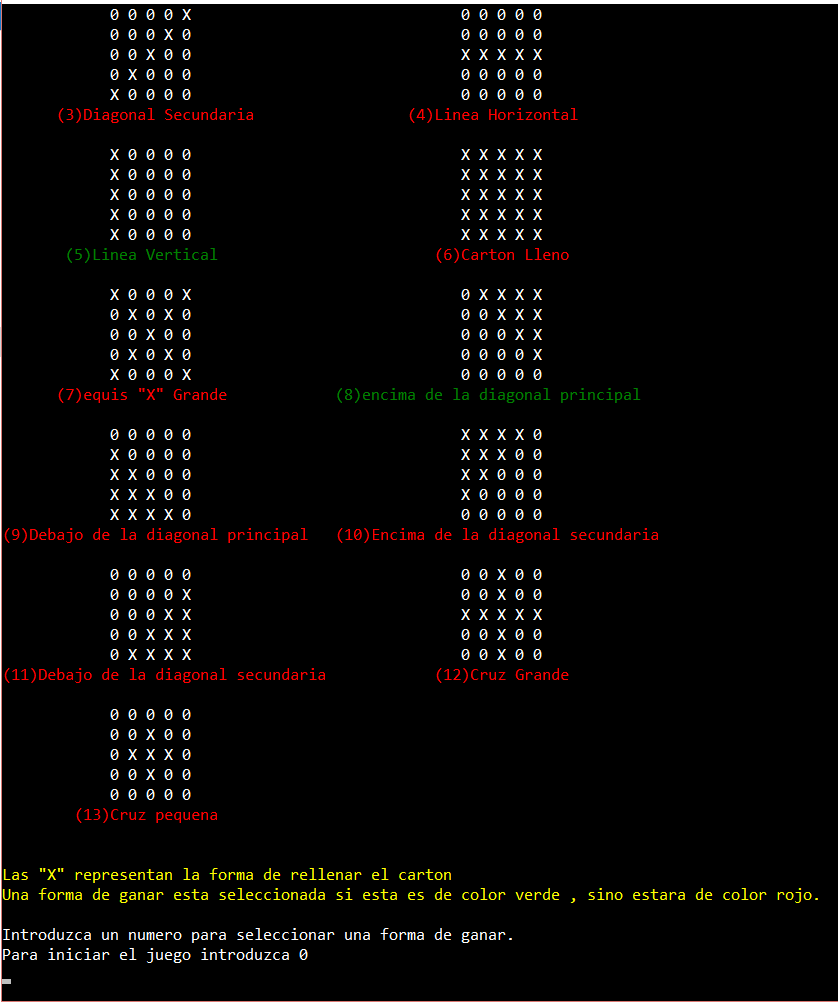 0 0 0 0 X 0 0 0 0 0
0 0 0 X 0 0 0 0 0 0
0 0 X 0 0 X X X X X
0 X 0 0 0 0 0 0 0 0
X 0 0 0 0 0 0 0 0 0
(3)Diagonal Secundaria (4)Linea Horizontal
X 0 0 0 0 X X X X X
X 0 0 0 0 X X X X X
X 0 0 0 0 X X X X X
X 0 0 0 0 X X X X X
X 0 0 0 0 X X X X X
(5)Linea Vertical (6)Carton Lleno
X 0 0 0 X 0 X X X X
0 X 0 X 0 0 0 X X X
0 0 X 0 0 0 0 0 X X
0 X 0 X 0 0 0 0 0 X
X 0 0 0 X 0 0 0 0 0
(7)equis "X" Grande (8)encima de la diagonal principal
0 0 0 0 0 X X X X 0
X 0 0 0 0 X X X 0 0
X X 0 0 0 X X 0 0 0
X X X 0 0 X 0 0 0 0
X X X X 0 0 0 0 0 0
(9)Debajo de la diagonal principal (10)Encima de la diagonal secundaria
0 0 0 0 0 0 0 X 0 0
0 0 0 0 X 0 0 X 0 0
0 0 0 X X X X X X X
0 0 X X X 0 0 X 0 0
0 X X X X 0 0 X 0 0
(11)Debajo de la diagonal secundaria (12)Cruz Grande
0 0 0 0 0
0 0 X 0 0
0 X X X 0
0 0 X 0 0
0 0 0 0 0
(13)Cruz pequena
Las "X" representan la forma de rellenar el carton
Una forma de ganar esta seleccionada si esta es de color verde , sino estara de color rojo.
Introduzca un numero para seleccionar una forma de ganar.
Para iniciar el juego introduzca 0